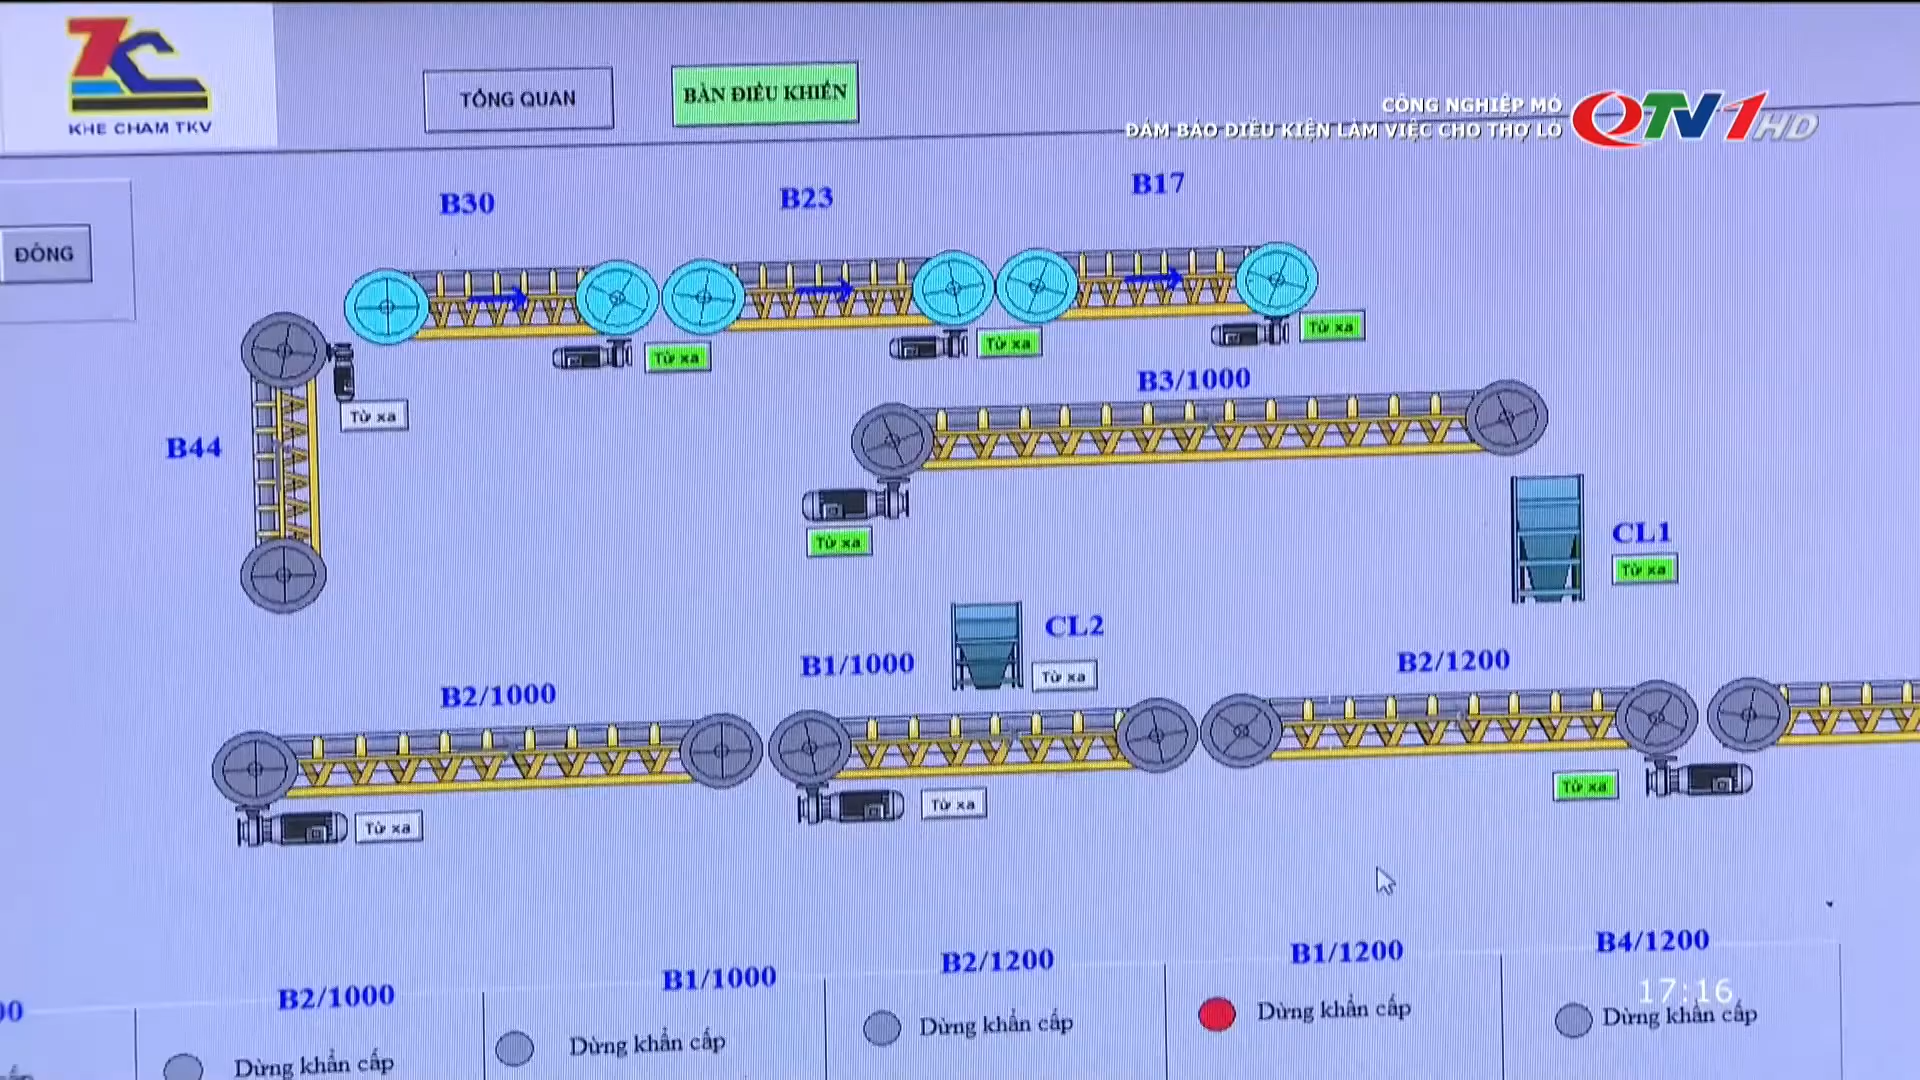 KHE CHAM TKV
TỔNG QUAN
BÀN ĐIỀU KHIỂN
CÔNG NGHIỆP MỎ
ĐẢM BẢO ĐIỀU KIỆN LÀM VIỆC CHO THỢ LÒ
QTV1HD
B30
B23
B17
ĐÓNG
Từ xa
Từ xa
Từ xa
B3/1000
Từ xa
B44
Từ xa
CL1
Từ xa
CL2
B1/1000
Từ xa
B2/1200
B2/1000
Từ xa
Từ xa
Từ xa
B2/1000
B1/1000
B2/1200
B1/1200
B4/1200
17:16
Dừng khẩn cấp
Dừng khẩn cấp
Dừng khẩn cấp
Dừng khẩn cấp
Dừng khẩn cấp